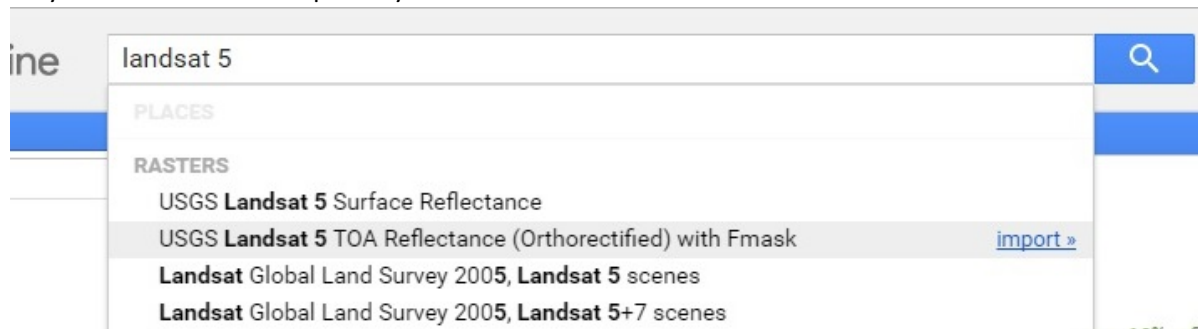 ine
landsat 5
PLACES
RASTERS
USGS Landsat 5 Surface Reflectance
USGS Landsat 5 TOA Reflectance (Orthorectified) with Fmask import »
Landsat Global Land Survey 2005, Landsat 5 scenes
Landsat Global Land Survey 2005, Landsat 5+7 scenes